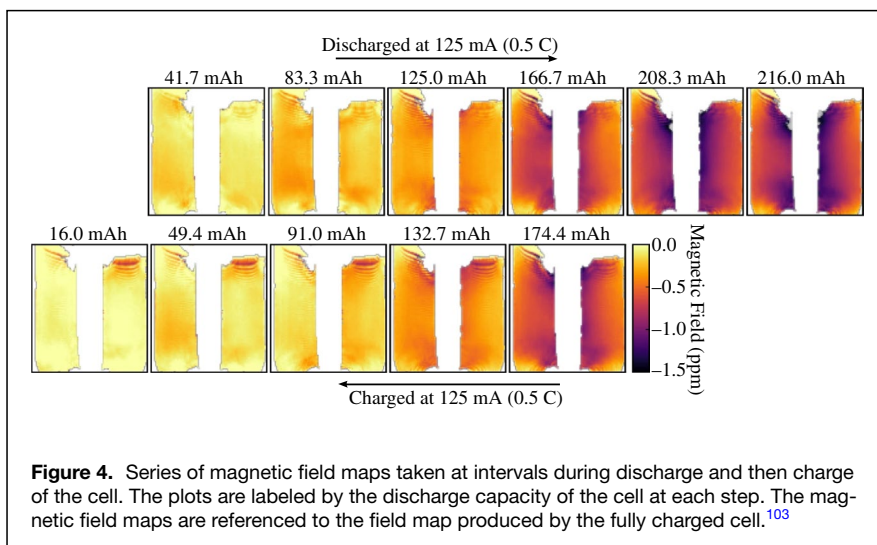 Discharged at 125 mA (0.5 C)
41.7 mAh 83.3 mAh 125.0 mAh 166.7 mAh 208.3 mAh 216.0 mAh
16.0 mAh 49.4 mAh 91.0 mAh 132.7 mAh 174.4 mAh
0.0
−0.5
−1.0
−1.5
Magnetic Field (ppm)
Charged at 125 mA (0.5 C)
Figure 4. Series of magnetic field maps taken at intervals during discharge and then charge
of the cell. The plots are labeled by the discharge capacity of the cell at each step. The mag-
netic field maps are referenced to the field map produced by the fully charged cell.103